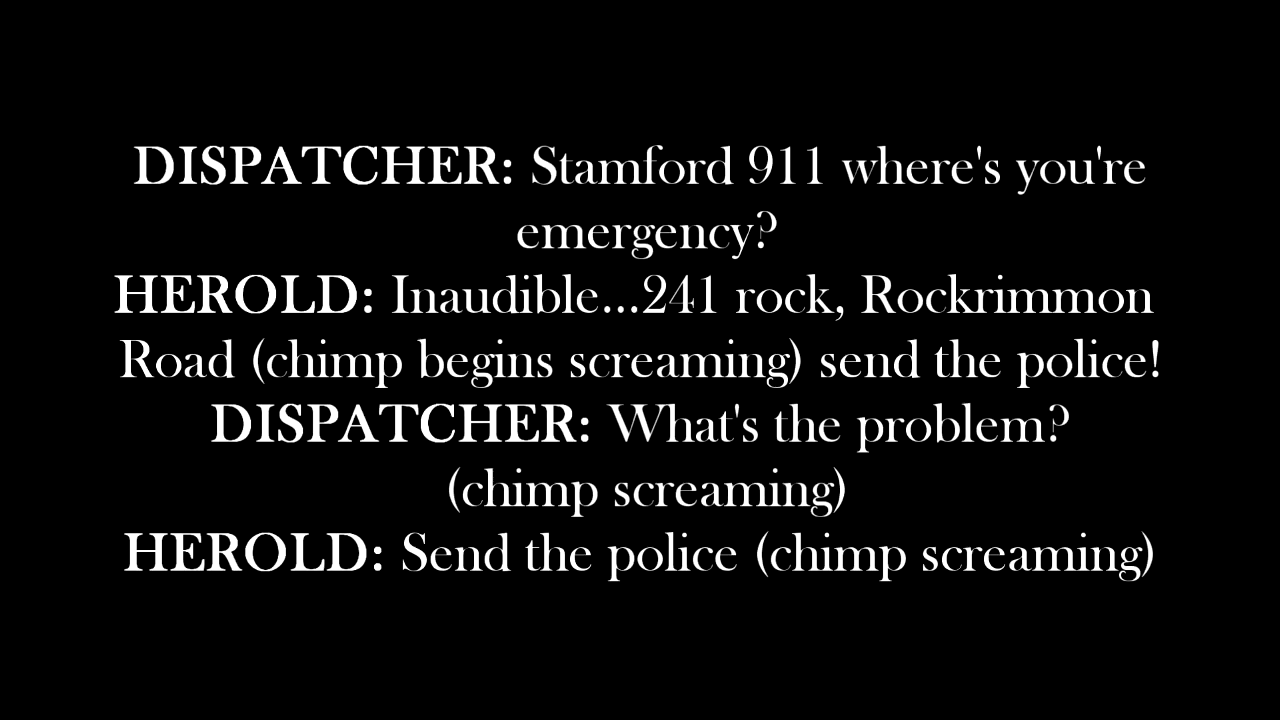 DISPATCHER: Stamford 911 where's you're
emergency?
HEROLD: Inaudible...241 rock, Rockrimmon
Road (chimp begins screaming) send the police!
DISPATCHER: What's the problem?
(chimp screaming)
HEROLD: Send the police (chimp screaming)